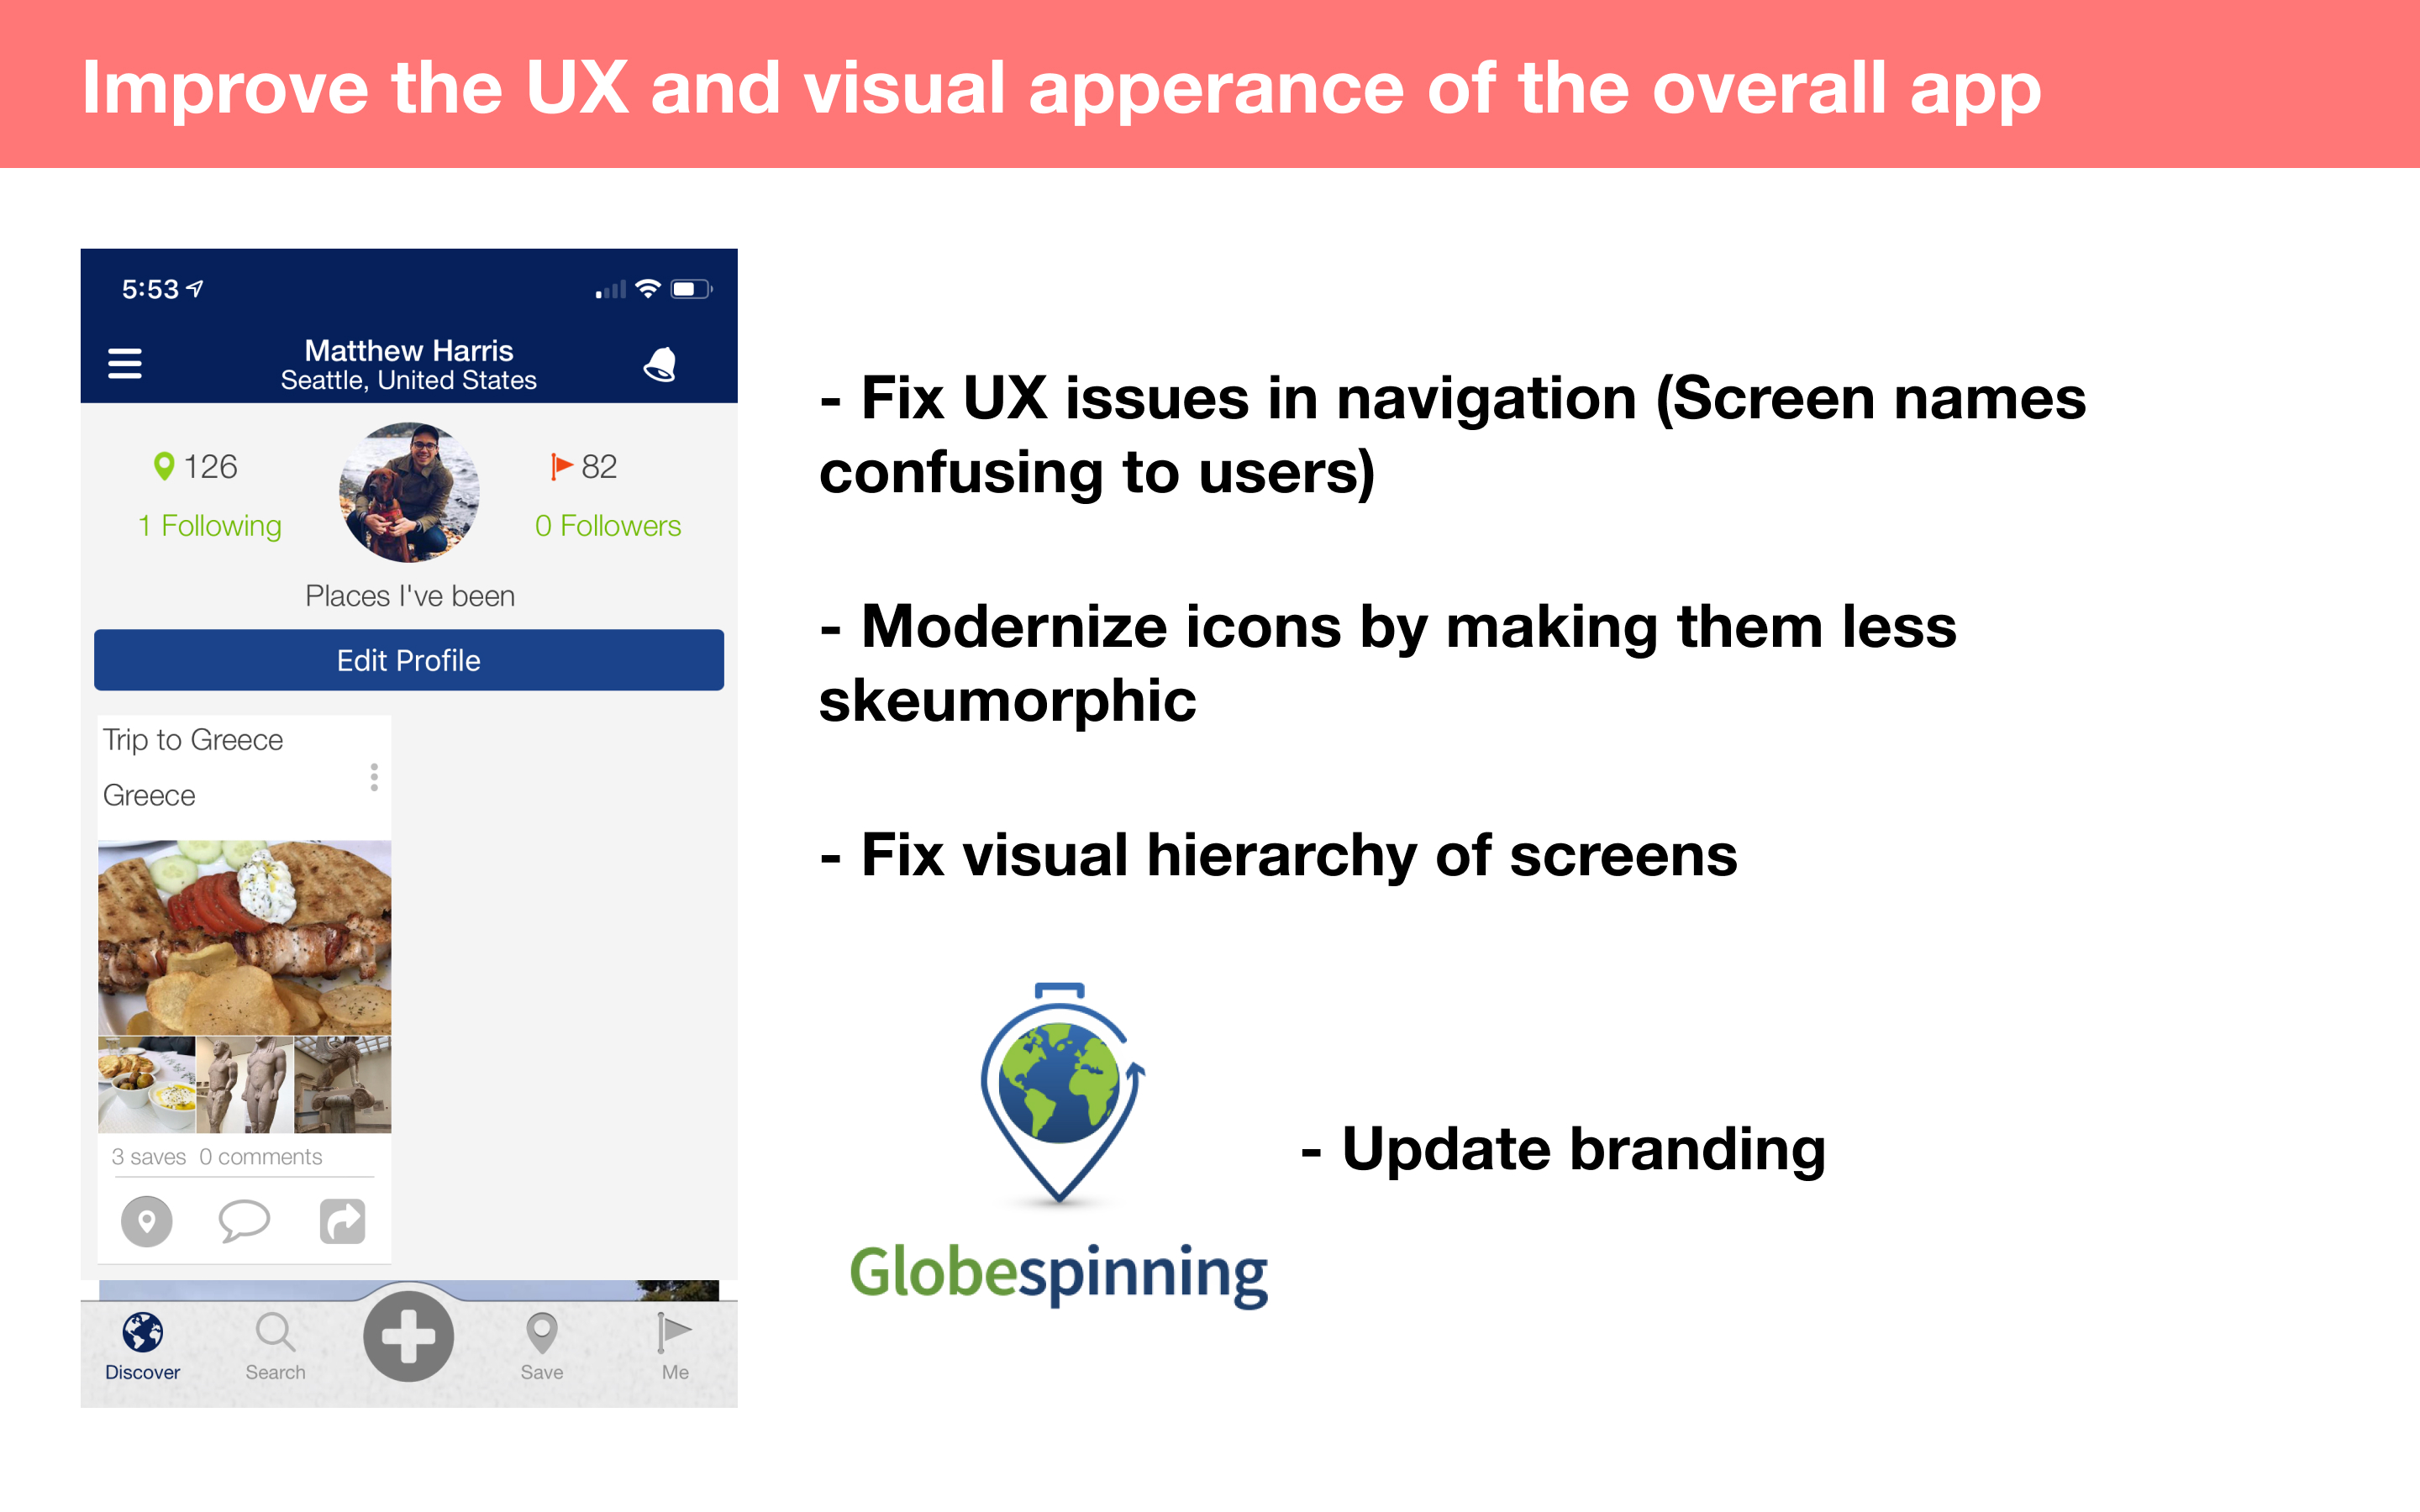 Improve the UX and visual apperance of the overall app
5:53
Matthew Harris
Seattle, United States
126
82
1 Following
0 Followers
Places I've been
Edit Profile
Trip to Greece
Greece
3 saves 0 comments
Discover
Search
Save
Me
- Fix UX issues in navigation (Screen names
confusing to users)
- Modernize icons by making them less
skeumorphic
- Fix visual hierarchy of screens
- Update branding
Globespinning